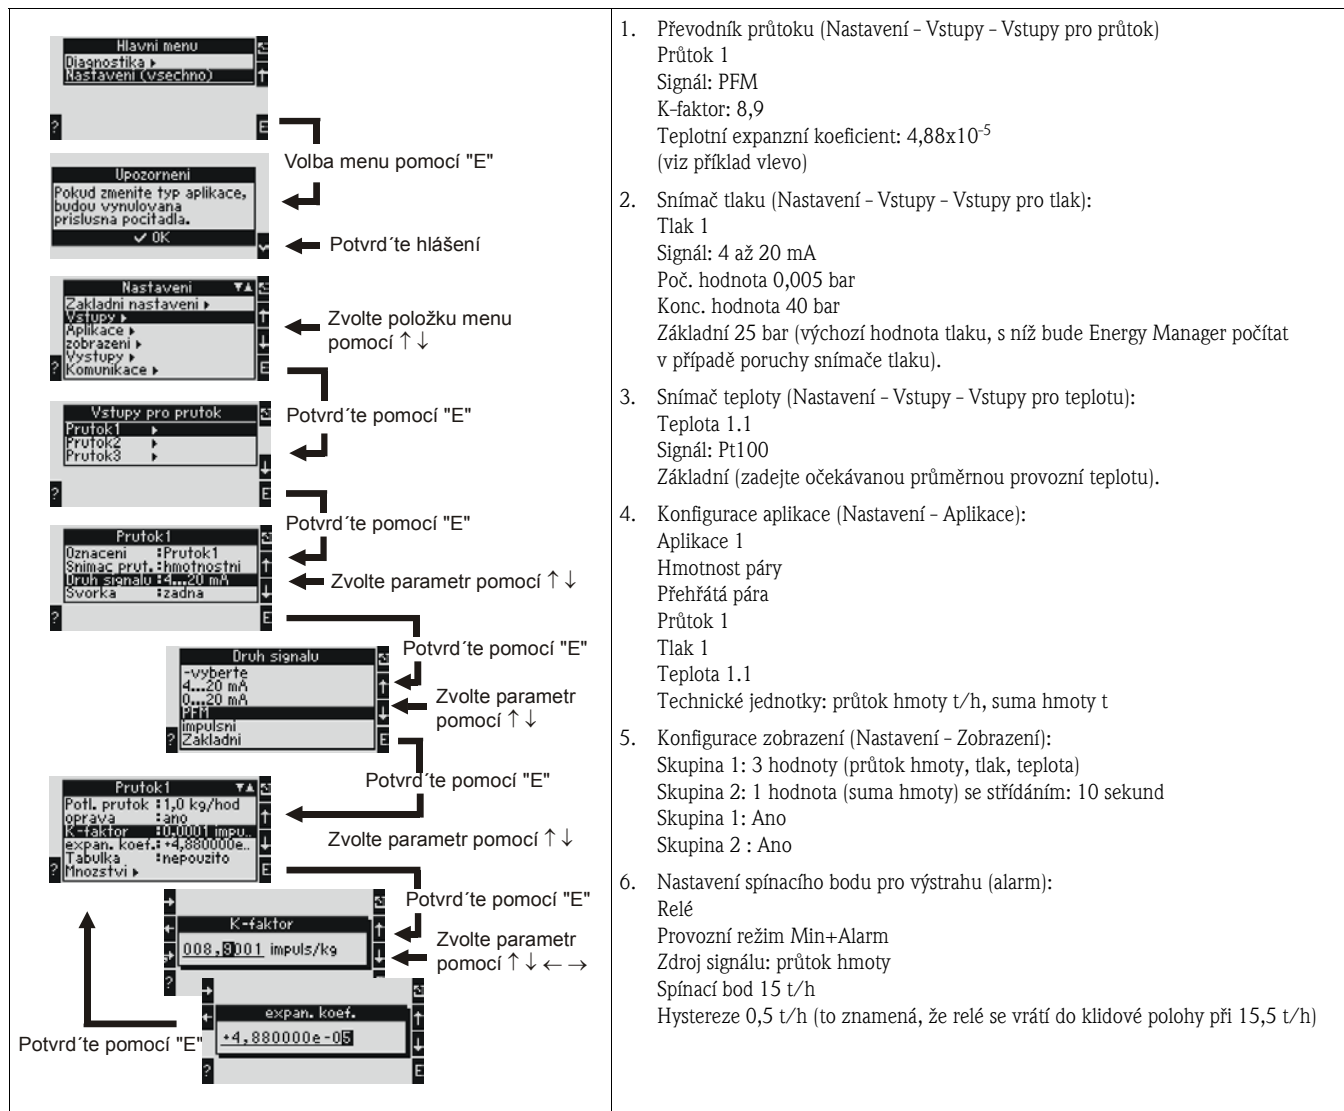 Hlavni menu
Diagnostika ▸
Nastaveni (vsechno)
?
E
Volba menu pomocí "E"
Upozorneni
Pokud zmenite typ aplikace,
budou vynulovana
prislusna pocitadla.
✓ OK
Potvrd´te hlášení
Nastaveni
Zakladni nastaveni ▸
Vstupy ▸
Aplikace ▸
zobrazeni ▸
Vystupy ▸
Komunikace ▸
?
E
Zvolte položku menu
pomocí ↑ ↓
Potvrd´te pomocí "E"
Vstupy pro prutok
Prutok1 ▸
Prutok2 ▸
Prutok3 ▸
?
E
Potvrd´te pomocí "E"
Prutok1
Oznaceni :Prutok1
Snimac prut.:hmotnostni
Druh signalu :4...20 mA
Svorka :zadna
?
E
Zvolte parametr pomocí ↑ ↓
Potvrd´te pomocí "E"
Druh signalu
-vyberte
4...20 mA
0...20 mA
PFM
impulsni
Zakladni
?
E
Zvolte parametr
pomocí ↑ ↓
Potvrd´te pomocí "E"
Prutok1
Potl. prutok :1,0 kg/hod
oprava :ano
K-faktor :0,0001 impu..
expan. koef.:+4,880000e..
Tabulka :nepouzito
Mnozstvi ▸
?
E
Zvolte parametr pomocí ↑ ↓
Potvrd´te pomocí "E"
K-faktor
008,9001 impuls/kg
?
Zvolte parametr
pomocí ↑ ↓ ← →
expan. koef.
+4,880000e-05
?
E
Potvrd´te pomocí "E"
1. Převodník průtoku (Nastavení - Vstupy - Vstupy pro průtok)
Průtok 1
Signál: PFM
K-faktor: 8,9
Teplotní expanzní koeficient: 4,88x10⁻⁵
(viz příklad vlevo)
2. Snímač tlaku (Nastavení - Vstupy - Vstupy pro tlak):
Tlak 1
Signál: 4 až 20 mA
Poč. hodnota 0,005 bar
Konc. hodnota 40 bar
Základní 25 bar (výchozí hodnota tlaku, s níž bude Energy Manager počítat
v případě poruchy snímače tlaku).
3. Snímač teploty (Nastavení - Vstupy - Vstupy pro teplotu):
Teplota 1.1
Signál: Pt100
Základní (zadejte očekávanou průměrnou provozní teplotu).
4. Konfigurace aplikace (Nastavení - Aplikace):
Aplikace 1
Hmotnost páry
Přehřátá pára
Průtok 1
Tlak 1
Teplota 1.1
Technické jednotky: průtok hmoty t/h, suma hmoty t
5. Konfigurace zobrazení (Nastavení - Zobrazení):
Skupina 1: 3 hodnoty (průtok hmoty, tlak, teplota)
Skupina 2: 1 hodnota (suma hmoty) se střídáním: 10 sekund
Skupina 1: Ano
Skupina 2 : Ano
6. Nastavení spínacího bodu pro výstrahu (alarm):
Relé
Provozní režim Min+Alarm
Zdroj signálu: průtok hmoty
Spínací bod 15 t/h
Hystereze 0,5 t/h (to znamená, že relé se vrátí do klidové polohy při 15,5 t/h)